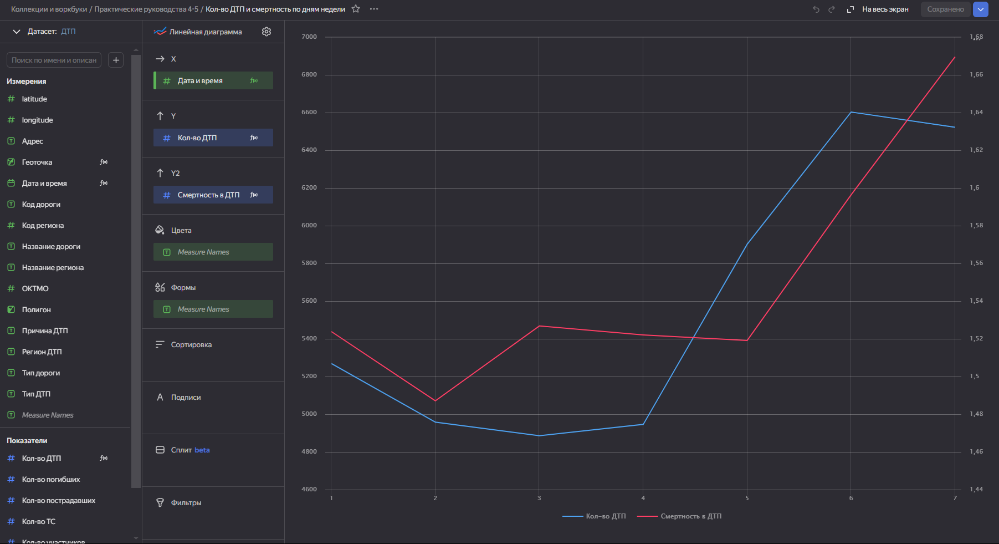 Коллекции и воркбуки / Практические руководства 4-5 / Кол-во ДТП и смертность по дням недели
На весь экран
Сохранено
Датасет: ДТП
Поиск по имени и описан
Измерения
latitude
longitude
Адрес
Геоточка
Дата и время
Код дороги
Код региона
Название дороги
Название региона
ОКТМО
Полигон
Причина ДТП
Регион ДТП
Тип дороги
Тип ДТП
Measure Names
Показатели
Кол-во ДТП
Кол-во погибших
Кол-во пострадавших
Кол-во ТС
Кол-во участников
Линейная диаграмма
X
Дата и время
Y
Кол-во ДТП
Y2
Смертность в ДТП
Цвета
Measure Names
Формы
Measure Names
Сортировка
Подписи
Сплит beta
Фильтры
7000
6800
6600
6400
6200
6000
5800
5600
5400
5200
5000
4800
4600
1,68
1,66
1,64
1,62
1,6
1,58
1,56
1,54
1,52
1,5
1,48
1,46
1,44
1 2 3 4 5 6 7
Кол-во ДТП Смертность в ДТП